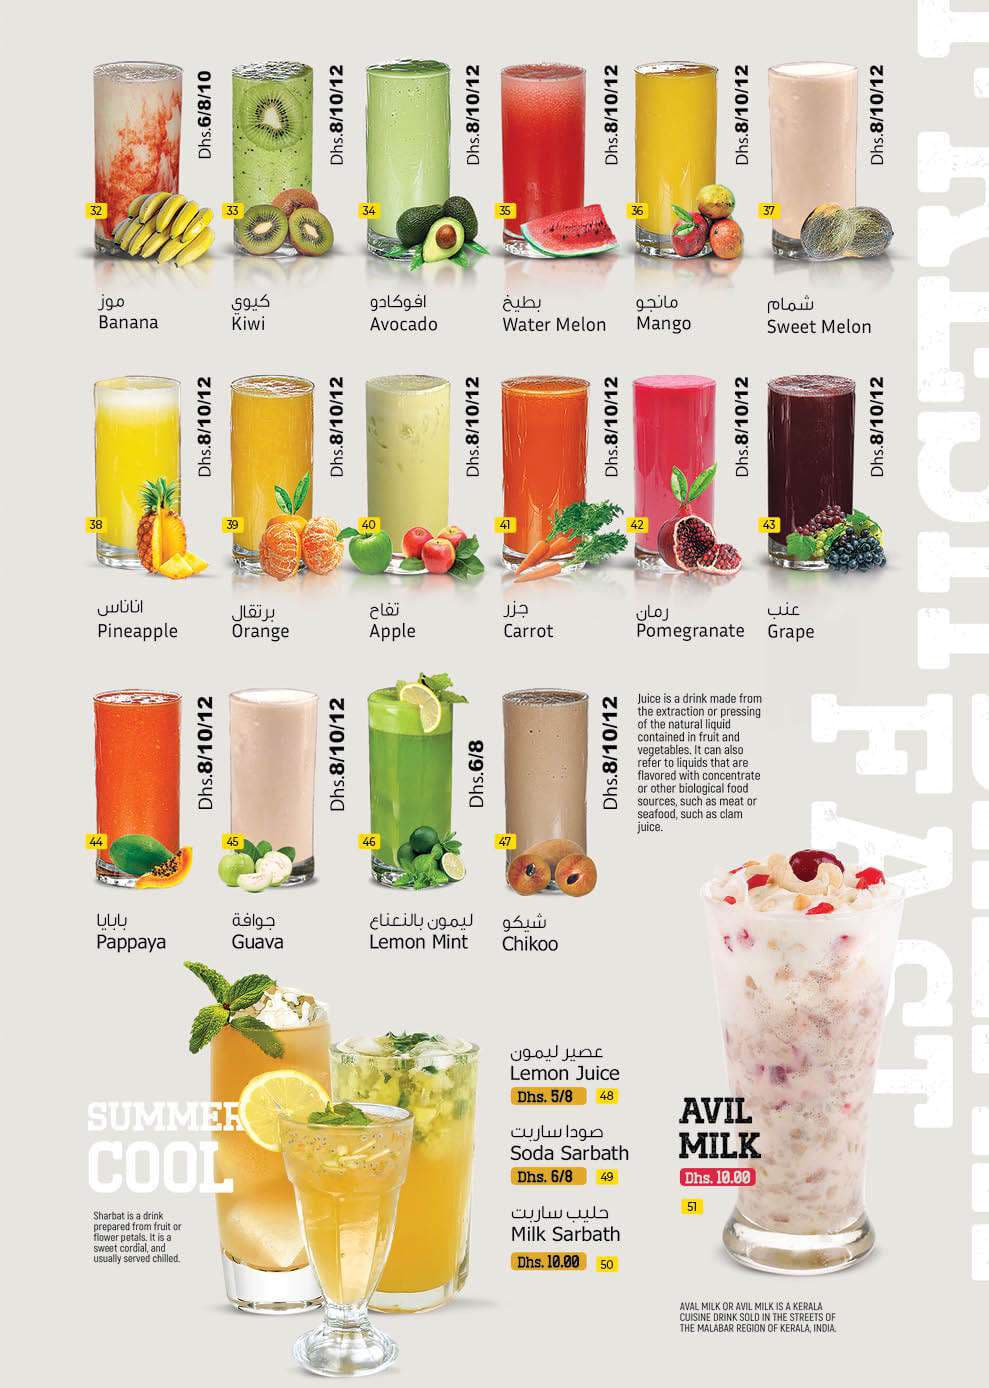 Dhs.6/8/10
32
موز
Banana
Dhs.8/10/12
33
كيوي
Kiwi
Dhs.8/10/12
34
افوكادو
Avocado
Dhs.8/10/12
35
بطيخ
Water Melon
Dhs.8/10/12
36
مانجو
Mango
Dhs.8/10/12
37
شمام
Sweet Melon
Dhs.8/10/12
38
اناناس
Pineapple
Dhs.8/10/12
39
برتقال
Orange
Dhs.8/10/12
40
تفاح
Apple
Dhs.8/10/12
41
جزر
Carrot
Dhs.8/10/12
42
رمان
Pomegranate
Dhs.8/10/12
43
عنب
Grape
Dhs.8/10/12
44
بابايا
Pappaya
Dhs.8/10/12
45
جوافة
Guava
Dhs.6/8
46
ليمون بالنعناع
Lemon Mint
Dhs.8/10/12
47
شيكو
Chikoo
Juice is a drink made from
the extraction or pressing
of the natural liquid
contained in fruit and
vegetables. It can also
refer to liquids that are
flavored with concentrate
or other biological food
sources, such as meat or
seafood, such as clam
juice.
FACT
SUMMER
COOL
Sharbat is a drink
prepared from fruit or
flower petals. It is a
sweet cordial, and
usually served chilled.
عصير ليمون
Lemon Juice
Dhs. 5/8 48
صودا ساربت
Soda Sarbath
Dhs. 6/8 49
حليب ساربت
Milk Sarbath
Dhs. 10.00 50
AVIL
MILK
Dhs. 10.00
51
AVAL MILK OR AVIL MILK IS A KERALA
CUISINE DRINK SOLD IN THE STREETS OF
THE MALABAR REGION OF KERALA, INDIA.